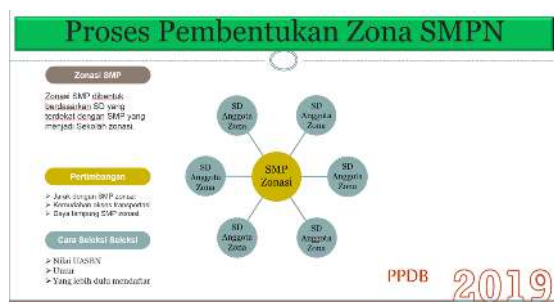 Proses Pembentukan Zona SMPN
Zonasi SMP
Zonasi SMP dibentuk
berdasarkan SD yang
terdekat dengan SMP yang
menjadi Sekolah zonasi.
Pertimbangan
➢ Jarak dengan SMP zonasi
➢ Kemudahan akses transportasi
➢ Daya tampung SMP zonasi
Cara Seleksi Seleksi
➢ Nilai UASBN
➢ Umur
➢ Yang lebih dulu mendaftar
SD
Anggota
Zona
SD
Anggota
Zona
SD
Anggota
Zona
SMP
Zonasi
SD
Anggota
Zona
SD
Anggota
Zona
SD
Anggota
Zona
PPDB 2019